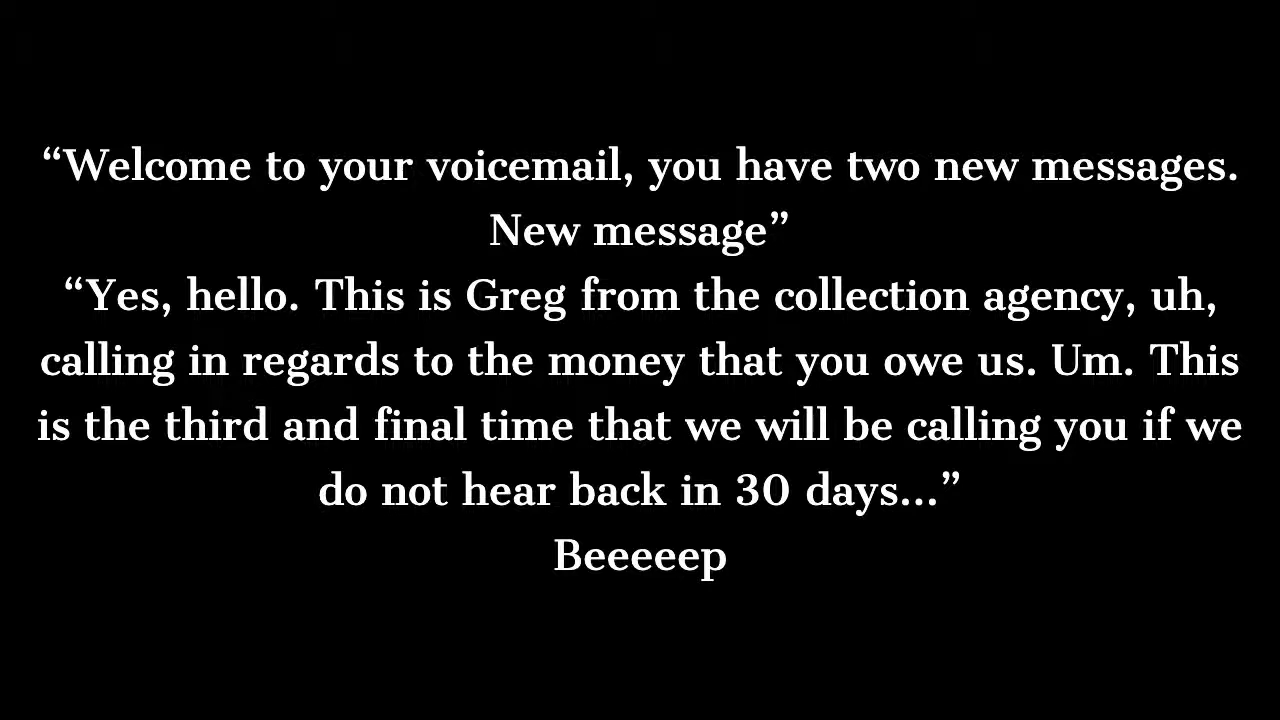 “Welcome to your voicemail, you have two new messages.
New message”
“Yes, hello. This is Greg from the collection agency, uh,
calling in regards to the money that you owe us. Um. This
is the third and final time that we will be calling you if we
do not hear back in 30 days...”
Beeeeep